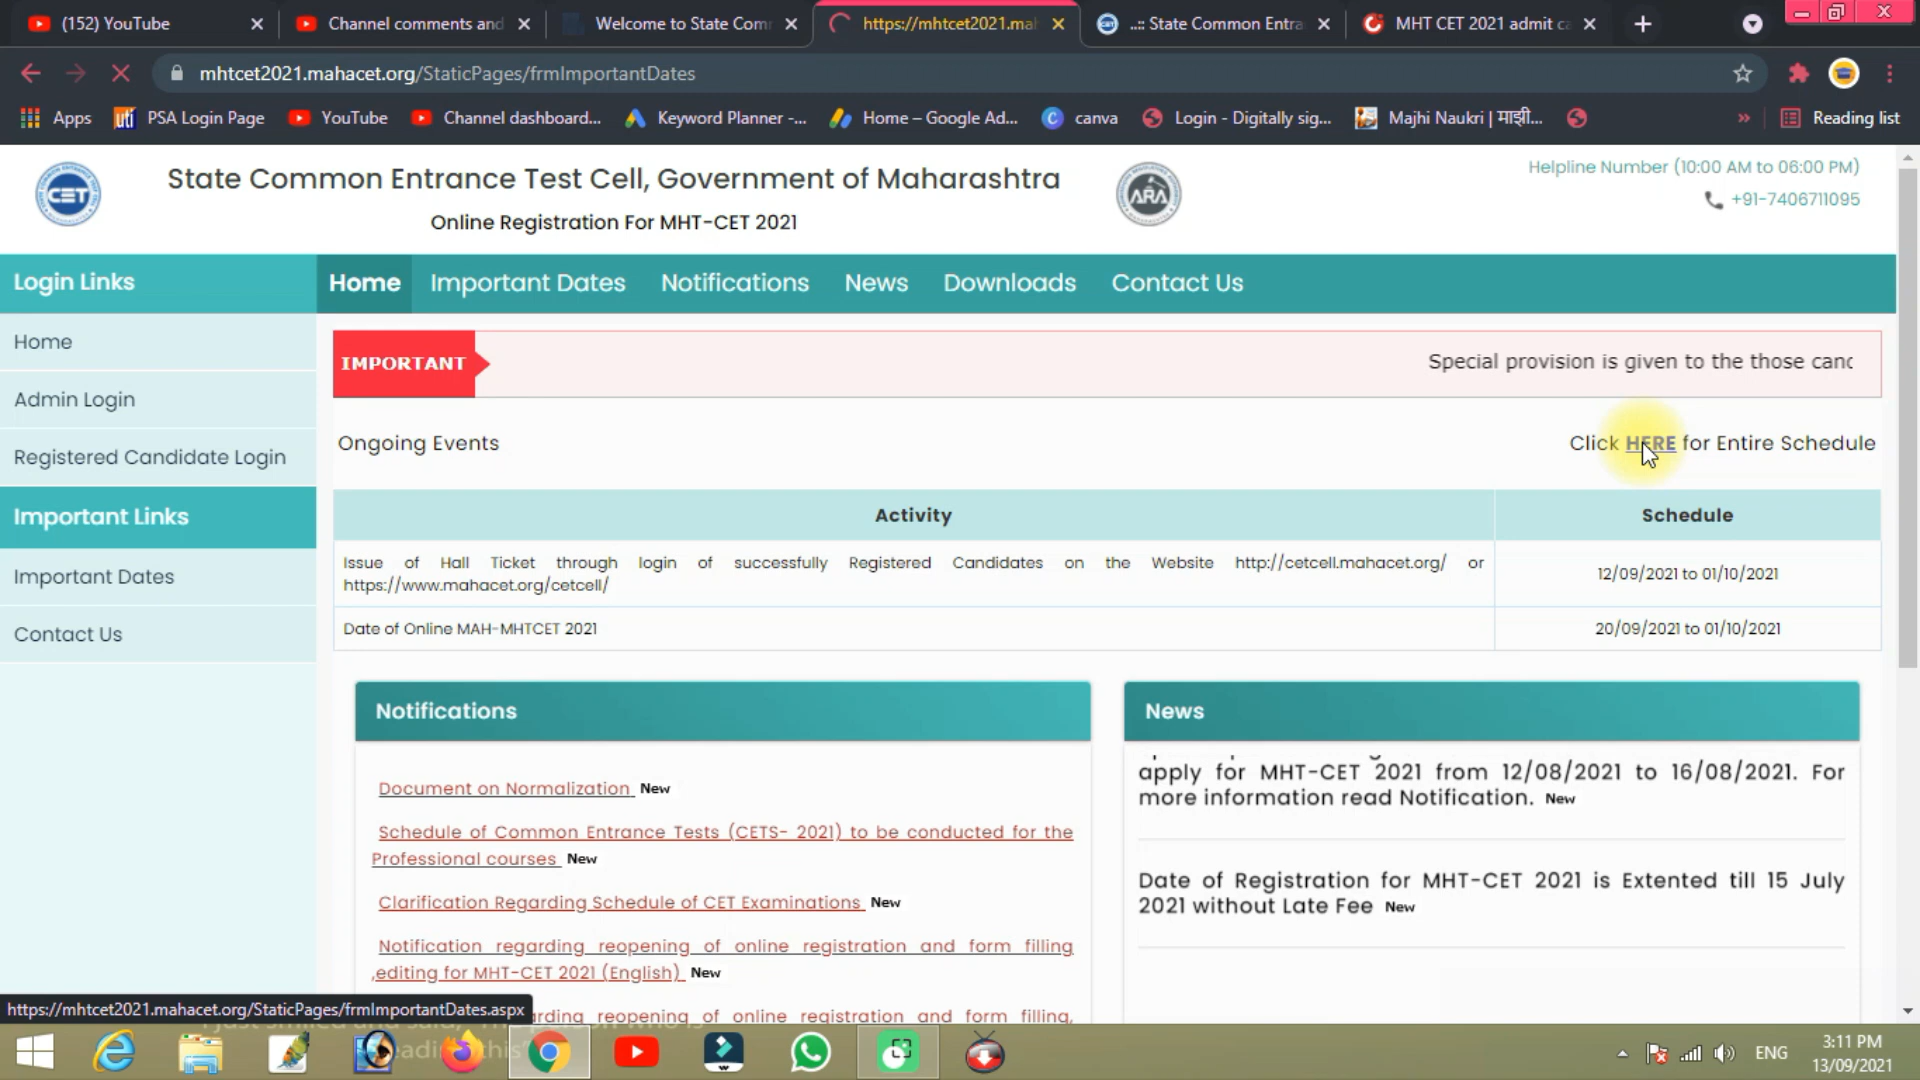 (152) YouTube
Channel comments and
Welcome to State Com
https://mhtcet2021.mah
..:: State Common Entra
MHT CET 2021 admit ca
mhtcet2021.mahacet.org/StaticPages/frmImportantDates
Apps
uti
PSA Login Page
YouTube
Channel dashboard...
Keyword Planner -...
Home – Google Ad...
canva
Login - Digitally sig...
Majhi Naukri | माझी...
Reading list
CET
State Common Entrance Test Cell, Government of Maharashtra
Online Registration For MHT-CET 2021
ARA
Helpline Number (10:00 AM to 06:00 PM)
+91-7406711095
Login Links
Home
Important Dates
Notifications
News
Downloads
Contact Us
Home
Admin Login
Registered Candidate Login
Important Links
Important Dates
Contact Us
IMPORTANT
Special provision is given to the those canc
Ongoing Events
Click HERE for Entire Schedule
Activity
Schedule
Issue of Hall Ticket through login of successfully Registered Candidates on the Website http://cetcell.mahacet.org/ or
https://www.mahacet.org/cetcell/
12/09/2021 to 01/10/2021
Date of Online MAH-MHTCET 2021
20/09/2021 to 01/10/2021
Notifications
Document on Normalization New
Schedule of Common Entrance Tests (CETS- 2021) to be conducted for the
Professional courses New
Clarification Regarding Schedule of CET Examinations New
Notification regarding reopening of online registration and form filling
,editing for MHT-CET 2021 (English) New
arding reopening of online registration and form filling,
News
apply for MHT-CET 2021 from 12/08/2021 to 16/08/2021. For
more information read Notification. New
Date of Registration for MHT-CET 2021 is Extented till 15 July
2021 without Late Fee New
https://mhtcet2021.mahacet.org/StaticPages/frmImportantDates.aspx
ENG
3:11 PM
13/09/2021